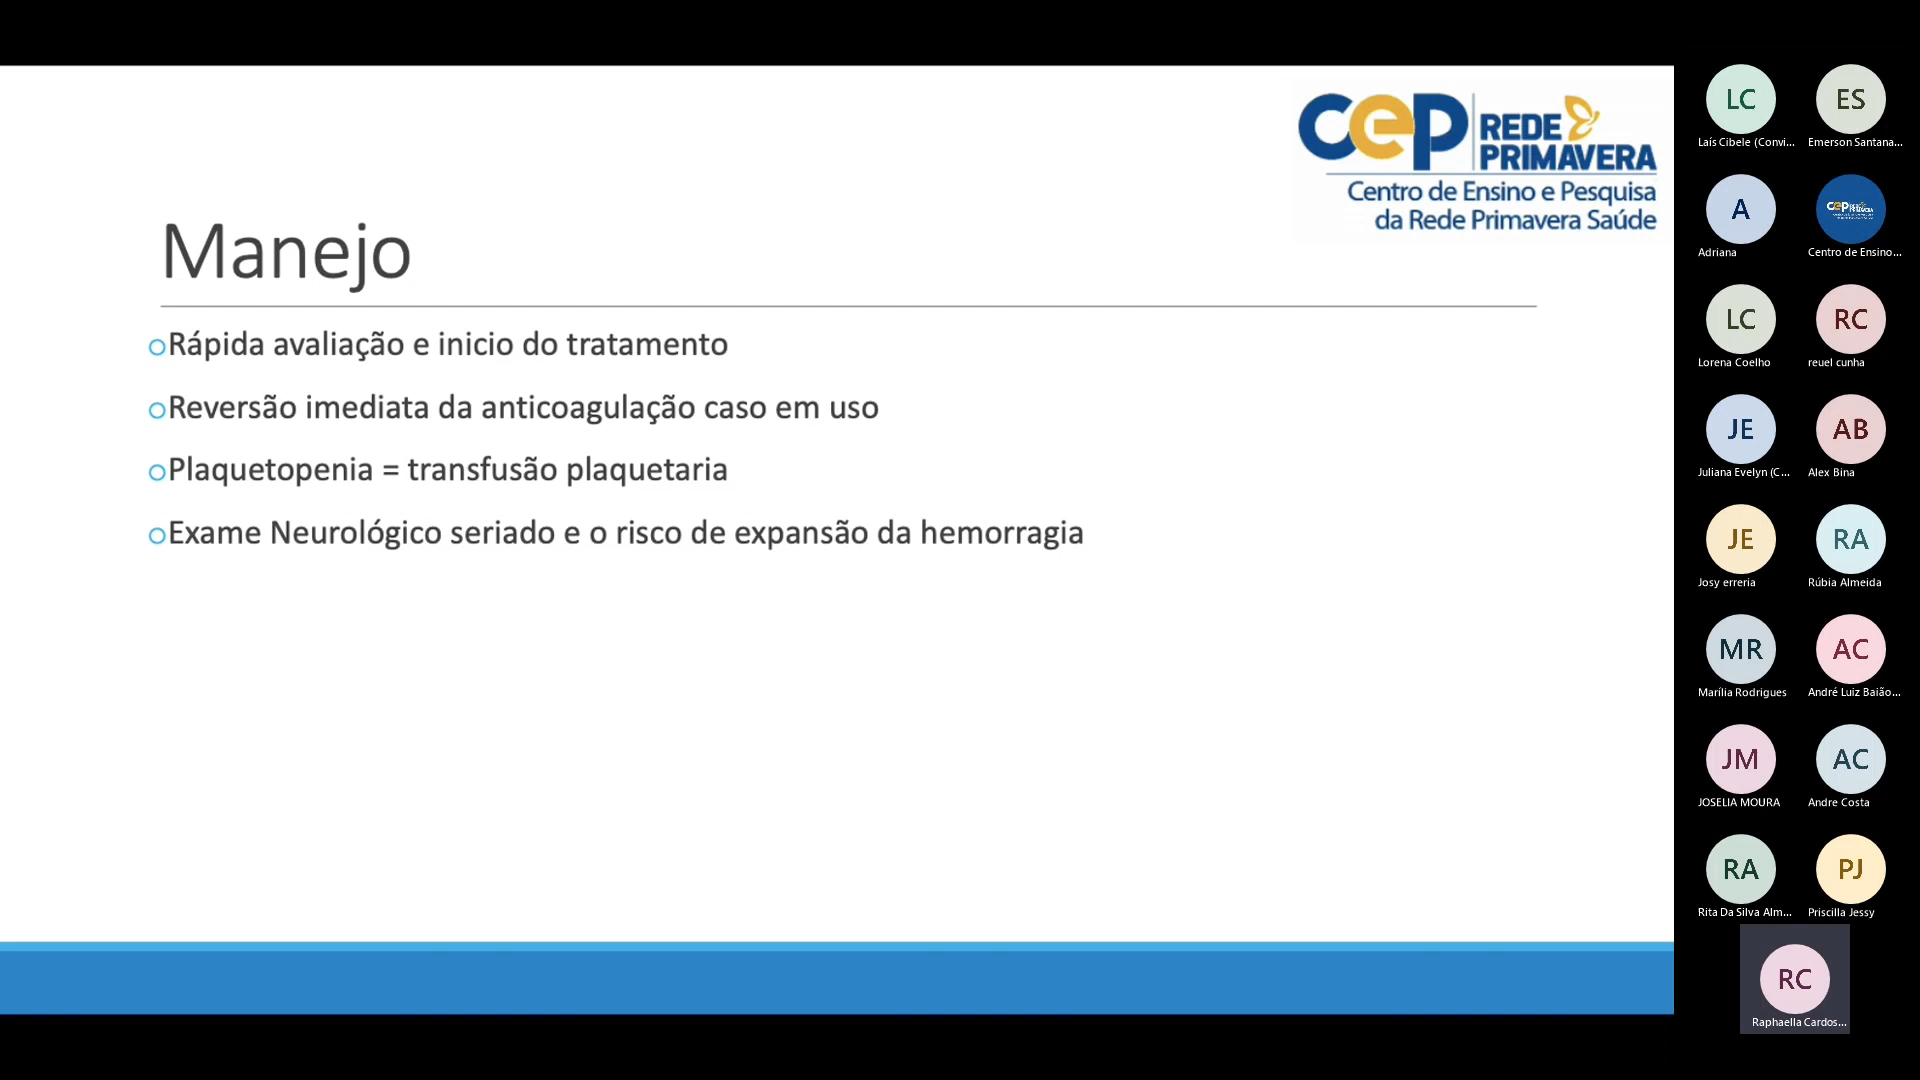 cep REDE
PRIMAVERA
Centro de Ensino e Pesquisa
da Rede Primavera Saúde
Manejo
Rápida avaliação e inicio do tratamento
Reversão imediata da anticoagulação caso em uso
Plaquetopenia = transfusão plaquetaria
Exame Neurológico seriado e o risco de expansão da hemorragia
LC
ES
Laís Cibele (Convi...
Emerson Santana...
A
Adriana
Centro de Ensino...
LC
RC
Lorena Coelho
reuel cunha
JE
AB
Juliana Evelyn (C...
Alex Bina
JE
RA
Josy erreria
Rúbia Almeida
MR
AC
Marília Rodrigues
André Luiz Baião...
JM
AC
JOSELIA MOURA
Andre Costa
RA
PJ
Rita Da Silva Alm...
Priscilla Jessy
RC
Raphaella Cardos...